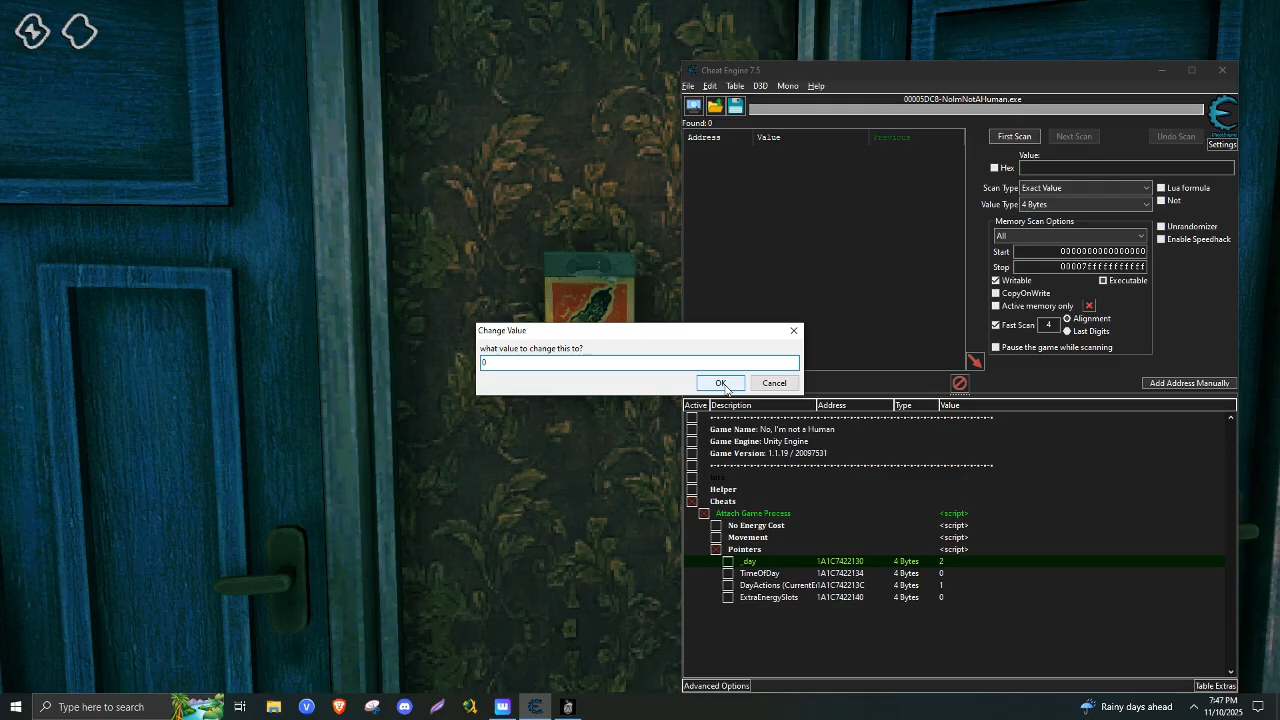 Cheat Engine 7.5
File Edit Table D3D Mono Help
00005DC8-NoImNotAHuman.exe
Found: 0
Address Value Previous
First Scan Next Scan Undo Scan
Settings
Value:
Hex
Scan Type Exact Value Lua formula
Value Type 4 Bytes Not
Memory Scan Options
All
Unrandomizer
Enable Speedhack
Start 0000000000000000
Stop 00007fffffffffff
Writable Executable
CopyOnWrite
Active memory only
Fast Scan 4 Alignment
Last Digits
Pause the game while scanning
Change Value
what value to change this to?
0
OK Cancel
Add Address Manually
Active Description Address Type Value
Game Name: No, I'm not a Human
Game Engine: Unity Engine
Game Version: 1.1.19 / 20097531
Info
Helper
Cheats
Attach Game Process <script>
No Energy Cost <script>
Movement <script>
Pointers <script>
_day 1A1C7422130 4 Bytes 2
TimeOfDay 1A1C7422134 4 Bytes 0
DayActions (CurrentEn 1A1C742213C 4 Bytes 1
ExtraEnergySlots 1A1C7422140 4 Bytes 0
Advanced Options Table Extras
Type here to search
Rainy days ahead
7:47 PM
11/10/2025